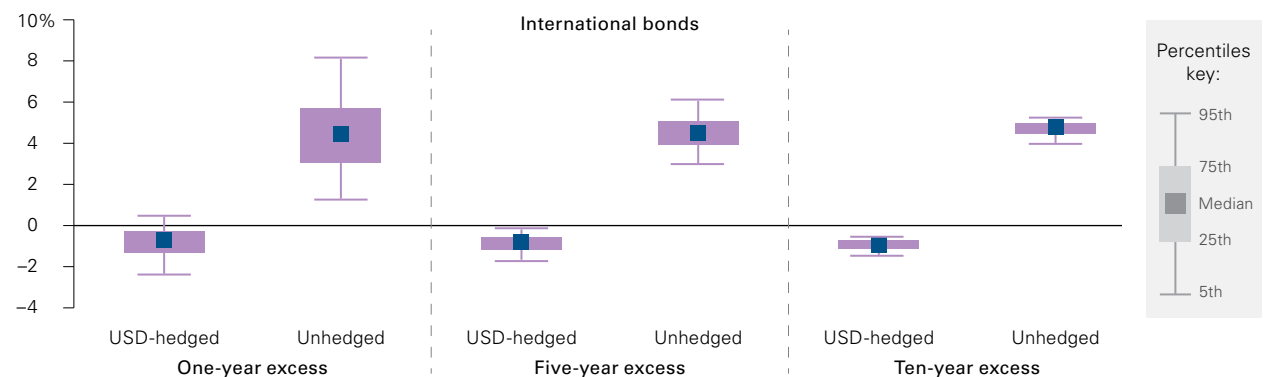 International bonds
10%
8
6
4
2
0
–2
–4
USD-hedged
Unhedged
USD-hedged
Unhedged
USD-hedged
Unhedged
One-year excess
Five-year excess
Ten-year excess
Percentiles
key:
95th
75th
Median
25th
5th